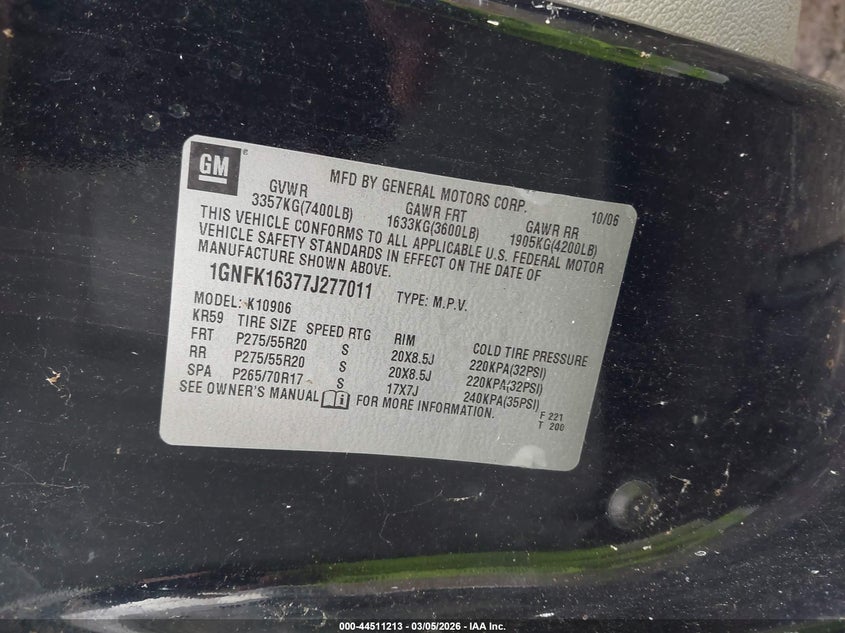 GM
MFD BY GENERAL MOTORS CORP. 10/06
GVWR GAWR FRT GAWR RR
3357KG(7400LB) 1633KG(3600LB) 1905KG(4200LB)
THIS VEHICLE CONFORMS TO ALL APPLICABLE U.S. FEDERAL MOTOR
VEHICLE SAFETY STANDARDS IN EFFECT ON THE DATE OF
MANUFACTURE SHOWN ABOVE.
1GNFK16377J277011 TYPE: M.P.V.
MODEL: K10906
KR59 TIRE SIZE SPEED RTG RIM COLD TIRE PRESSURE
FRT P275/55R20 S 20X8.5J 220KPA(32PSI)
RR P275/55R20 S 20X8.5J 220KPA(32PSI)
SPA P265/70R17 S 17X7J 240KPA(35PSI)
SEE OWNER'S MANUAL i FOR MORE INFORMATION.
F 221
T 200
000-44511213 - 03/05/2026 - IAA Inc.